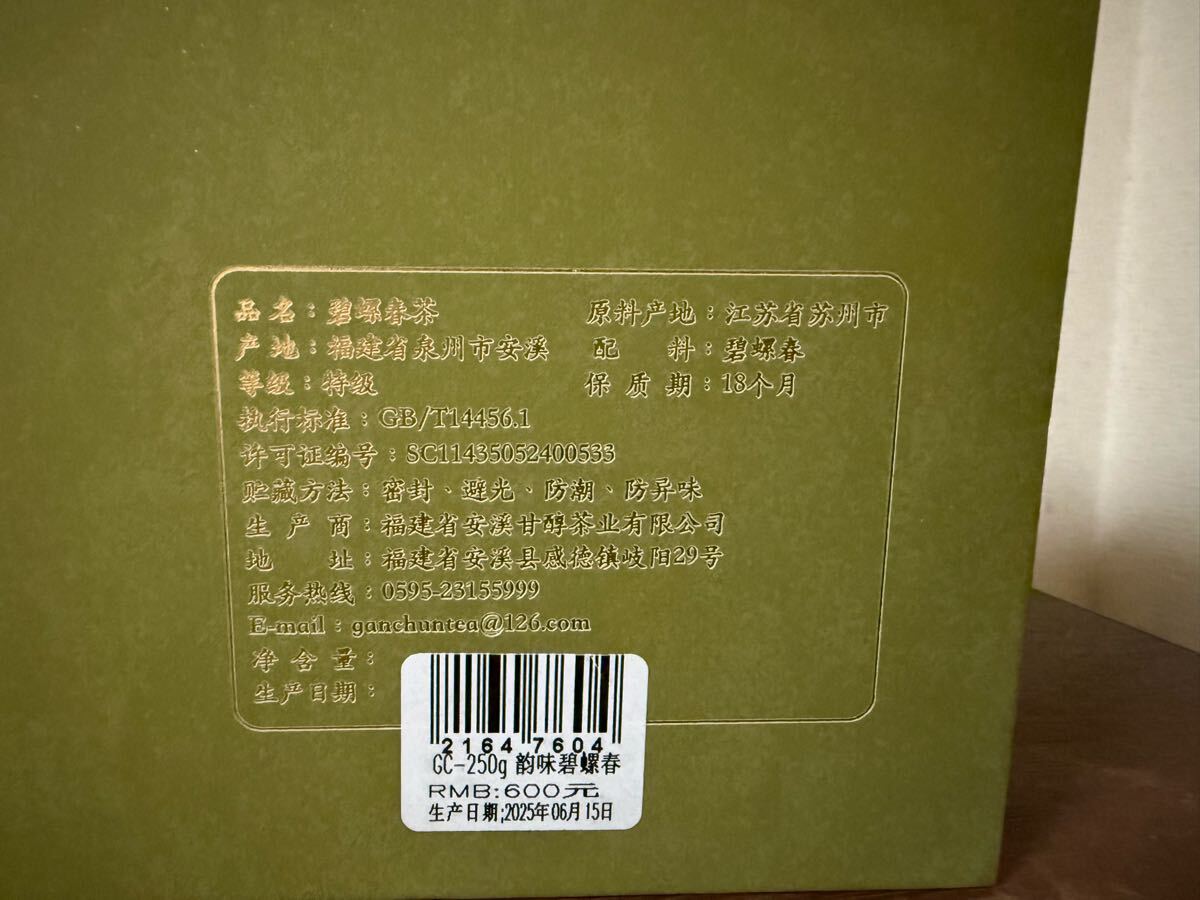 品名：碧螺春茶 原料产地：江苏省苏州市
产地：福建省泉州市安溪 配料：碧螺春
等级：特级 保质期：18个月
执行标准：GB/T14456.1
许可证编号：SC11435052400533
贮藏方法：密封、避光、防潮、防异味
生产商：福建省安溪甘醇茶业有限公司
地址：福建省安溪县感德镇岐阳29号
服务热线：0595-23155999
E-mail：ganchuntea@126.com
净含量：
生产日期：
2164 7604
GC-250g 韵味碧螺春
RMB:600元
生产日期;2025年06月15日